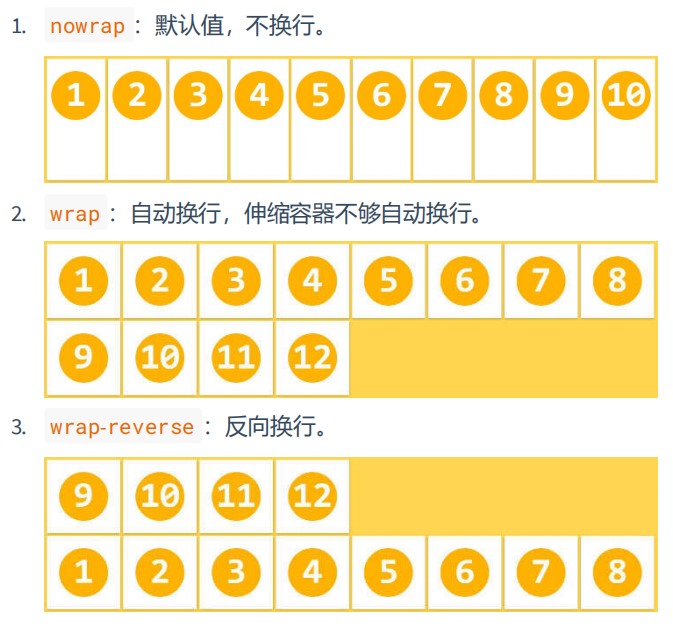 1. nowrap：默认值，不换行。
1 2 3 4 5 6 7 8 9 10
2. wrap：自动换行，伸缩容器不够自动换行。
1 2 3 4 5 6 7 8
9 10 11 12
3. wrap-reverse：反向换行。
9 10 11 12
1 2 3 4 5 6 7 8